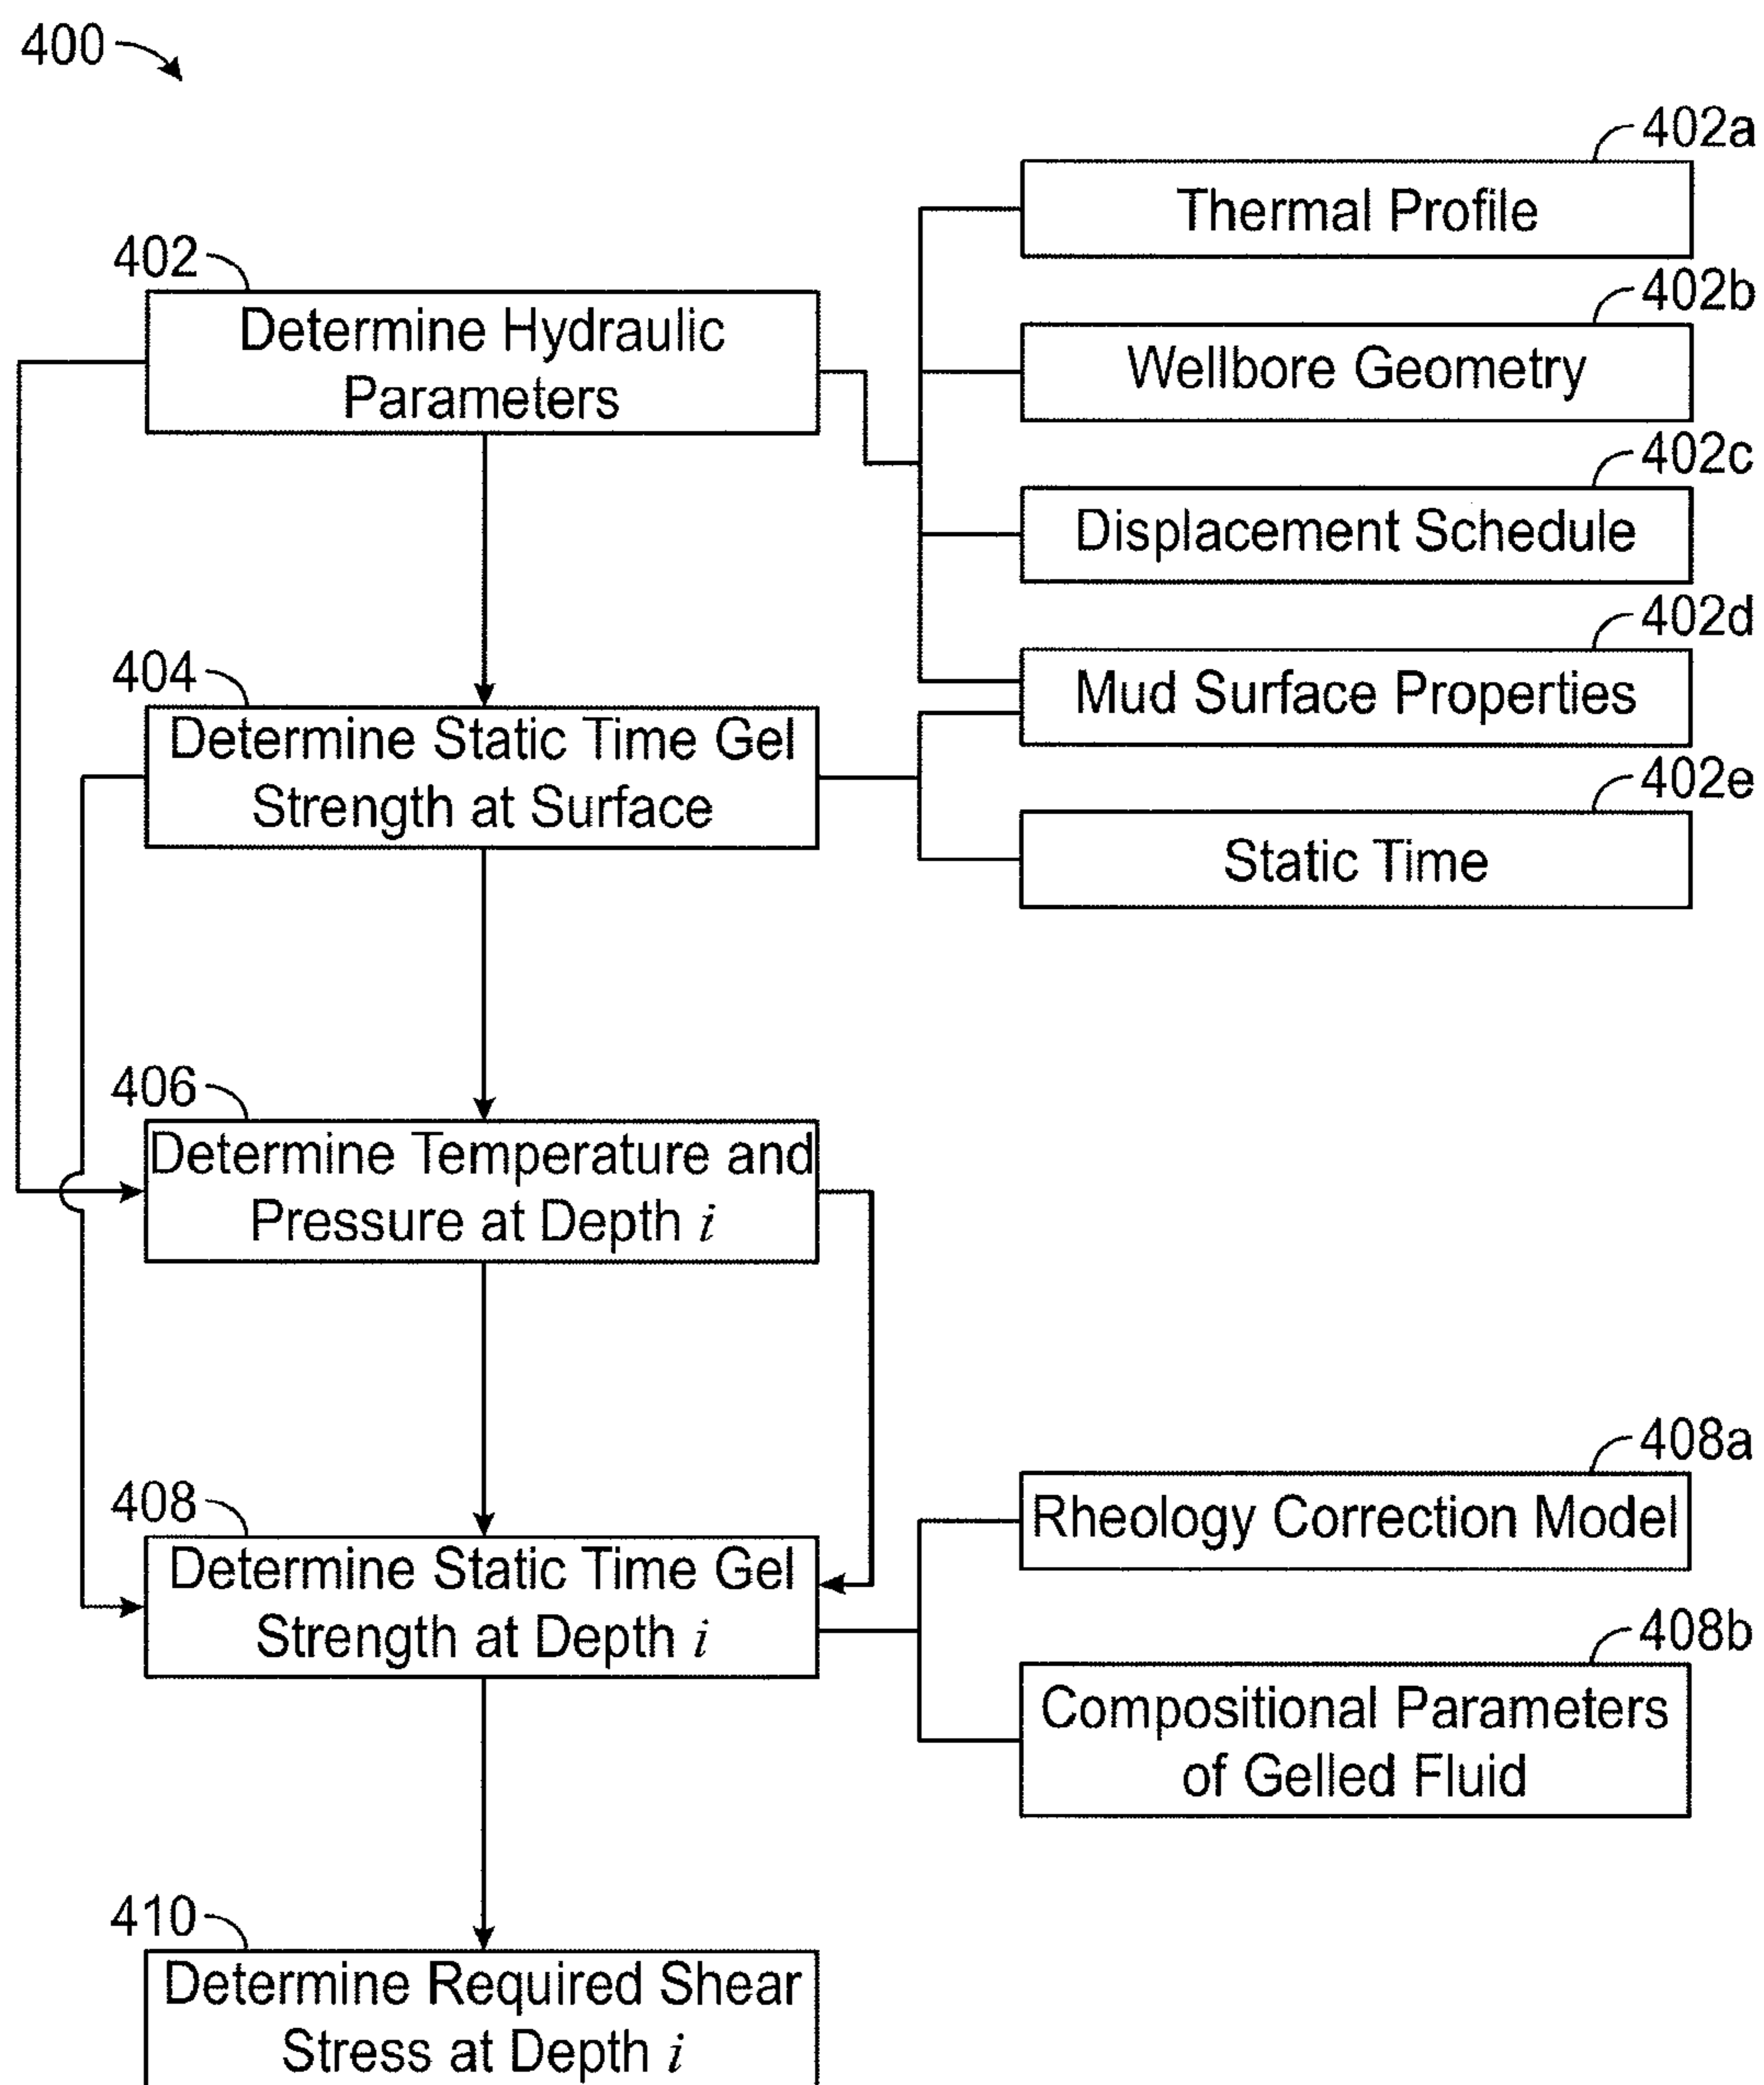 400
402a
Thermal Profile
402
Determine Hydraulic
Parameters
402b
Wellbore Geometry
402c
Displacement Schedule
402d
Mud Surface Properties
404
Determine Static Time Gel
Strength at Surface
402e
Static Time
406
Determine Temperature and
Pressure at Depth i
408a
Rheology Correction Model
408
Determine Static Time Gel
Strength at Depth i
408b
Compositional Parameters
of Gelled Fluid
410
Determine Required Shear
Stress at Depth i